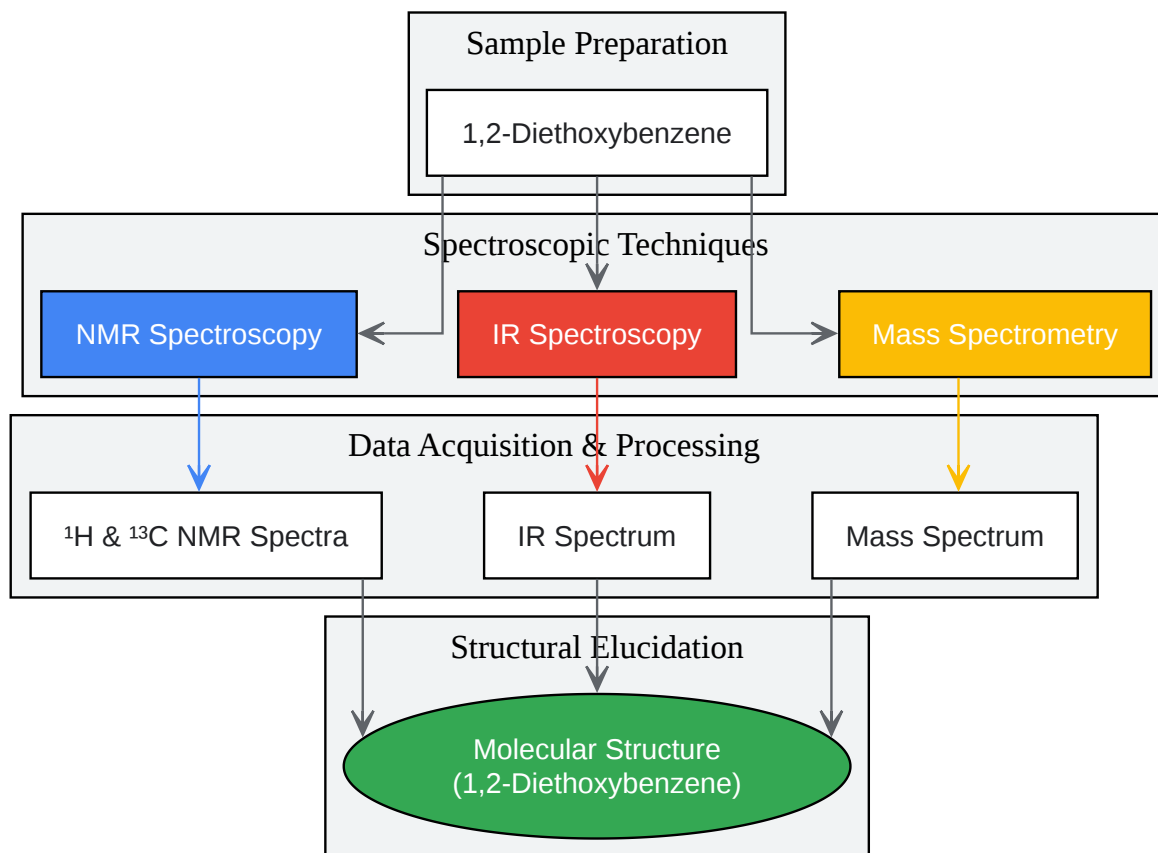 Sample Preparation
1,2-Diethoxybenzene
Spectroscopic Techniques
NMR Spectroscopy
IR Spectroscopy
Mass Spectrometry
Data Acquisition & Processing
¹H & ¹³C NMR Spectra
IR Spectrum
Mass Spectrum
Structural Elucidation
Molecular Structure
(1,2-Diethoxybenzene)